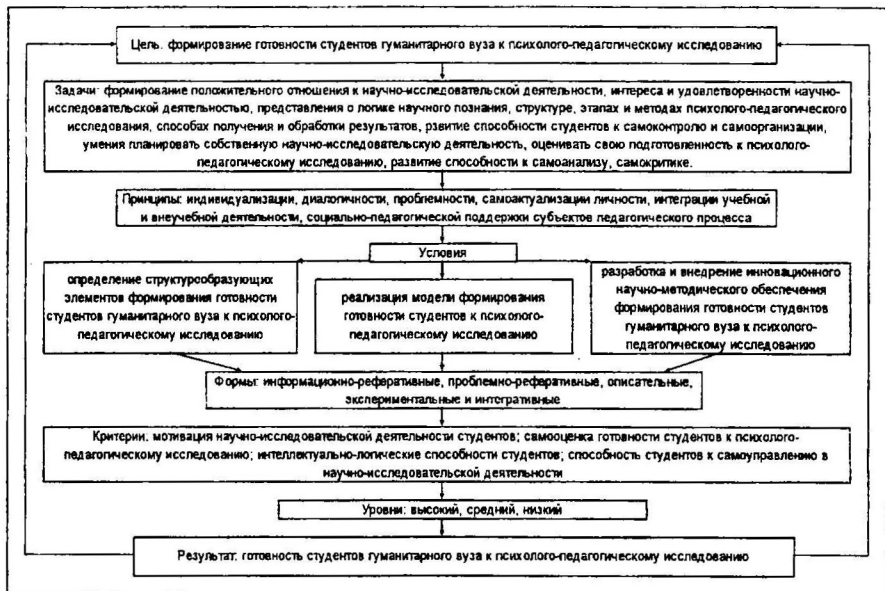 Цель. формирование готовности студентов гуманитарного вуза к психолого-педагогическому исследованию
Задачи: формирование положительного отношения к научно-исследовательской деятельности, интереса и удовлетворенности научно-
исследовательской деятельностью, представления о логике научного познания, структуре, этапах и методах психолого-педагогического
исследования, способах получения и обработки результатов, рзвитие способности студентов к самоконтролю и самоорганизации,
умения планировать собственную научно-исследовательскую деятельность, оценивать свою подготовленность к психолого-
педагогическому исследованию, развитие способности к самоанализу, самокритике.
Принципы: индивидуализации, диалогичности, проблемности, самоактуализации личности, интеграции учебной
и внеучебной деятельности, социально-педагогической поддержки субъектов педагогического процесса
Условия
определение структурообразующих
элементов формирования готовности
студентов гуманитарного вуза к психолого-
педагогическому исследованию
реализация модели формирования
готовности студентов к психолого-
педагогическому исследованию
разработка и внедрение инновационного
научно-методического обеспечения
формирования готовности студентов
гуманитарного вуза к психолого-
педагогическому исследованию
Формы: информационно-реферативные, проблемно-реферативные, описательные,
экспериментальные и интегративные
Критерии: мотивация научно-исследовательской деятельности студентов; самооценка готовности студентов к психолого-
педагогическому исследованию; интеллектуально-логические способности студентов; способность студентов к самоуправлению в
научно-исследовательской деятельности
Уровни: высокий, средний, низкий
Результат: готовность студентов гуманитарного вуза к психолого-педагогическому исследованию